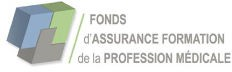 FONDS
d'ASSURANCE FORMATION
de la PROFESSION MÉDICALE